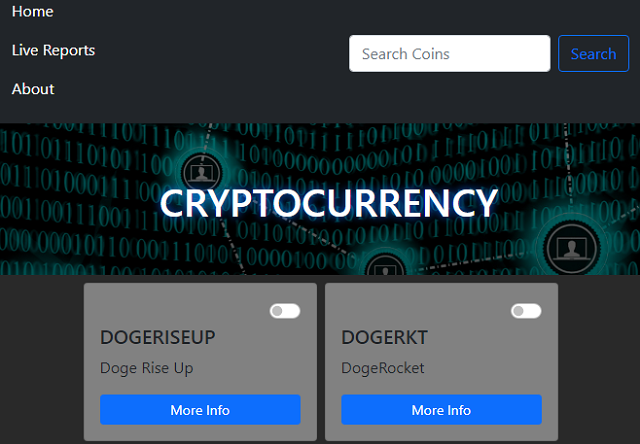 Home
Live Reports
Search Coins
Search
About
CRYPTOCURRENCY
DOGERISEUP
Doge Rise Up
More Info
DOGERKT
DogeRocket
More Info